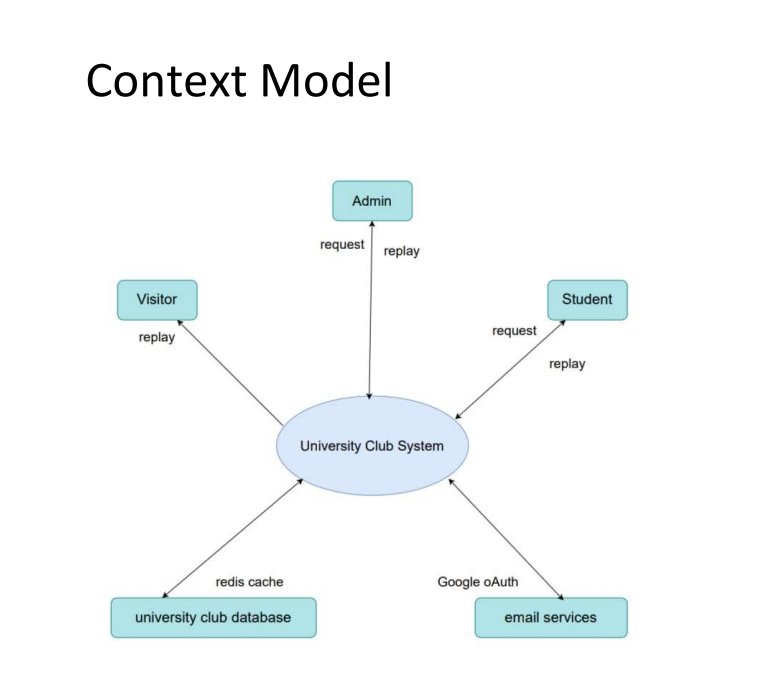 Context Model
Admin
request
replay
Visitor
replay
Student
request
replay
University Club System
redis cache
Google oAuth
university club database
email services